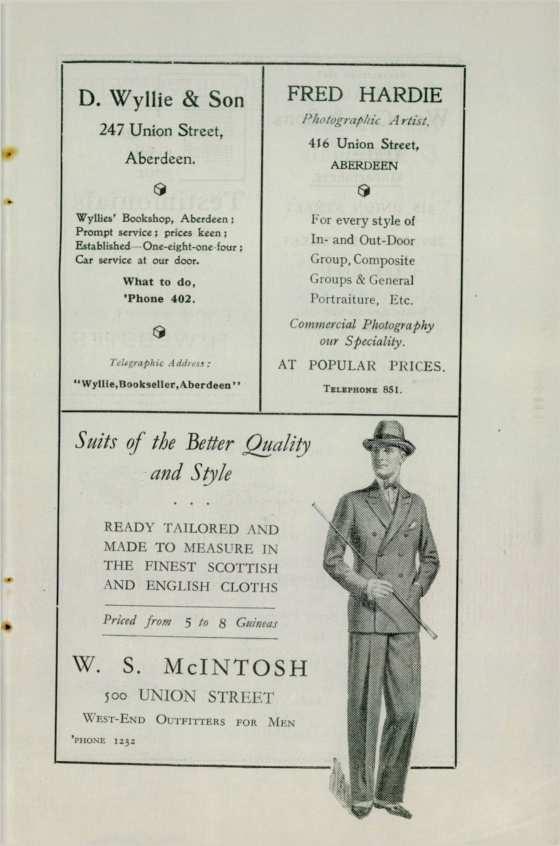 D. Wyllie & Son
247 Union Street,
Aberdeen.
Wyllies' Bookshop, Aberdeen;
Prompt service; prices keen;
Established—One-eight-one-four;
Car service at our door.
What to do,
'Phone 402.
Telegraphic Address:
"Wyllie,Bookseller,Aberdeen"
FRED HARDIE
Photographic Artist.
416 Union Street,
ABERDEEN
For every style of
In- and Out-Door
Group, Composite
Groups & General
Portraiture, Etc.
Commercial Photography
our Speciality.
AT POPULAR PRICES.
TELEPHONE 851.
Suits of the Better Quality
and Style
. . .
READY TAILORED AND
MADE TO MEASURE IN
THE FINEST SCOTTISH
AND ENGLISH CLOTHS
Priced from 5 to 8 Guineas
W. S. McINTOSH
500 UNION STREET
WEST-END OUTFITTERS FOR MEN
'PHONE 1232